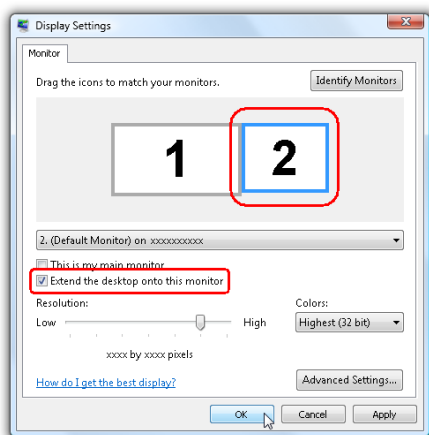 Display Settings
Monitor
Drag the icons to match your monitors.
Identify Monitors
1
2
2. (Default Monitor) on xxxxxxxxxx
This is my main monitor
Extend the desktop onto this monitor
Resolution:
Colors:
Low
High
Highest (32 bit)
xxxx by xxxx pixels
How do I get the best display?
Advanced Settings...
OK
Cancel
Apply